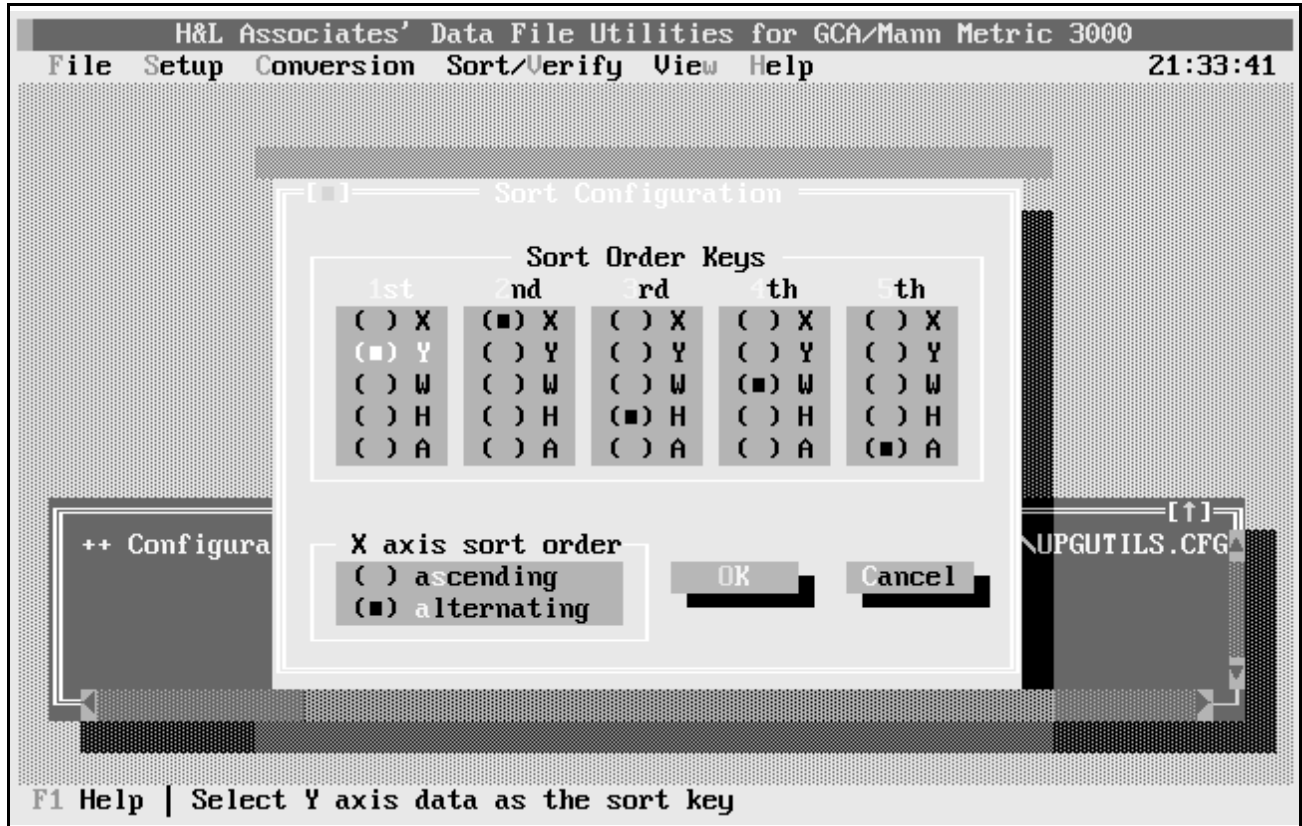 H&L Associates' Data File Utilities for GCA/Mann Metric 3000
File Setup Conversion Sort/Verify View Help 21:33:41
[■] Sort Configuration
Sort Order Keys
1st 2nd 3rd 4th 5th
( ) X (■) X ( ) X ( ) X ( ) X
(■) Y ( ) Y ( ) Y ( ) Y ( ) Y
( ) W ( ) W ( ) W (■) W ( ) W
( ) H ( ) H (■) H ( ) H ( ) H
( ) A ( ) A ( ) A ( ) A (■) A
[↑]
++ Configura \UPGUTILS.CFG
X axis sort order
( ) ascending OK Cancel
(■) alternating
F1 Help | Select Y axis data as the sort key